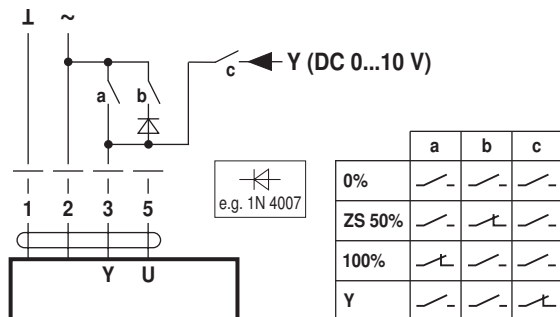 ⊥ ~
c Y (DC 0...10 V)
a b
e.g. 1N 4007
1 2 3 5
Y U
a b c
0%
ZS 50%
100%
Y